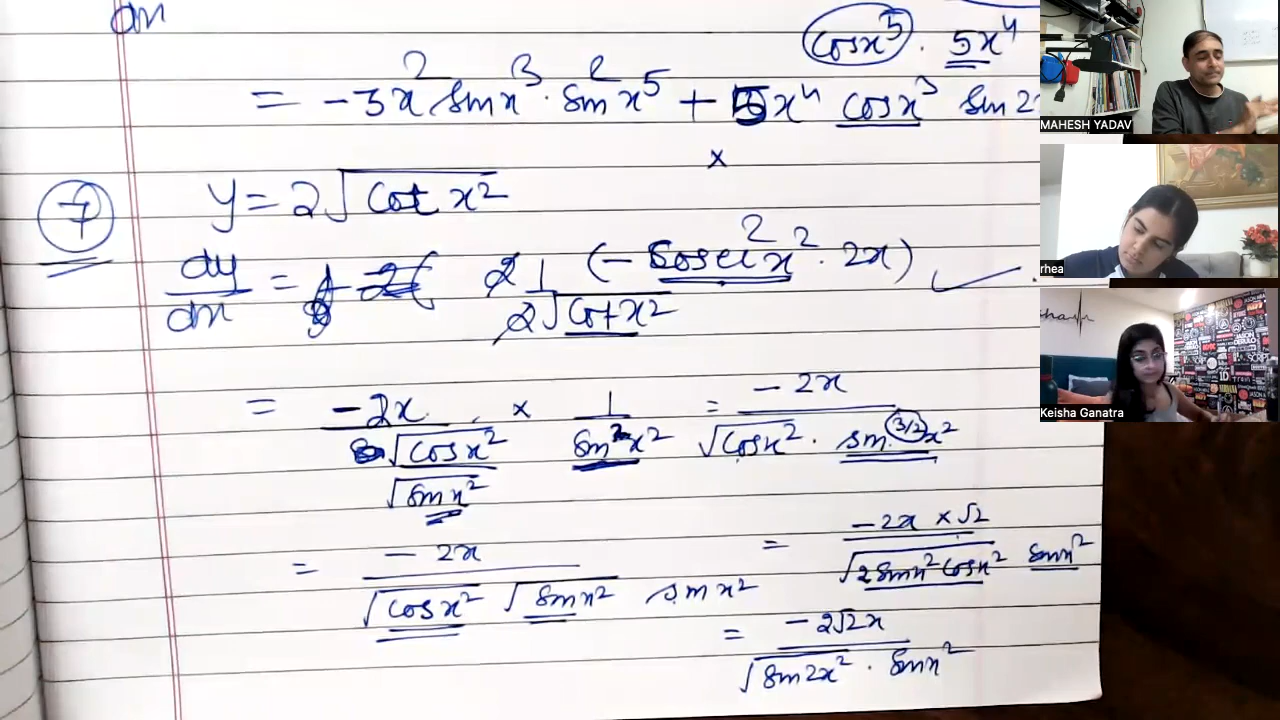 dx
cos x⁵ · 5x⁴
= -3x² sin x³ · sin² x⁵ + 5x⁴ cos x³ sin 2x
×
7 y = 2√cot x²
dy/dx = 2 1/2√cot x² (-cosec² x² · 2x)
= -2x/(√cos x²/√sin x²) × 1/sin² x² = -2x/(√cos x² · sin^3/2 x²)
= -2x/(√cos x² √sin x² sin x²) = -2x × √2/(√2 sin x² cos x² sin x²)
= -2√2x/(√sin 2x² · sin x²)
MAHESH YADAV
rhea
Keisha Ganatra